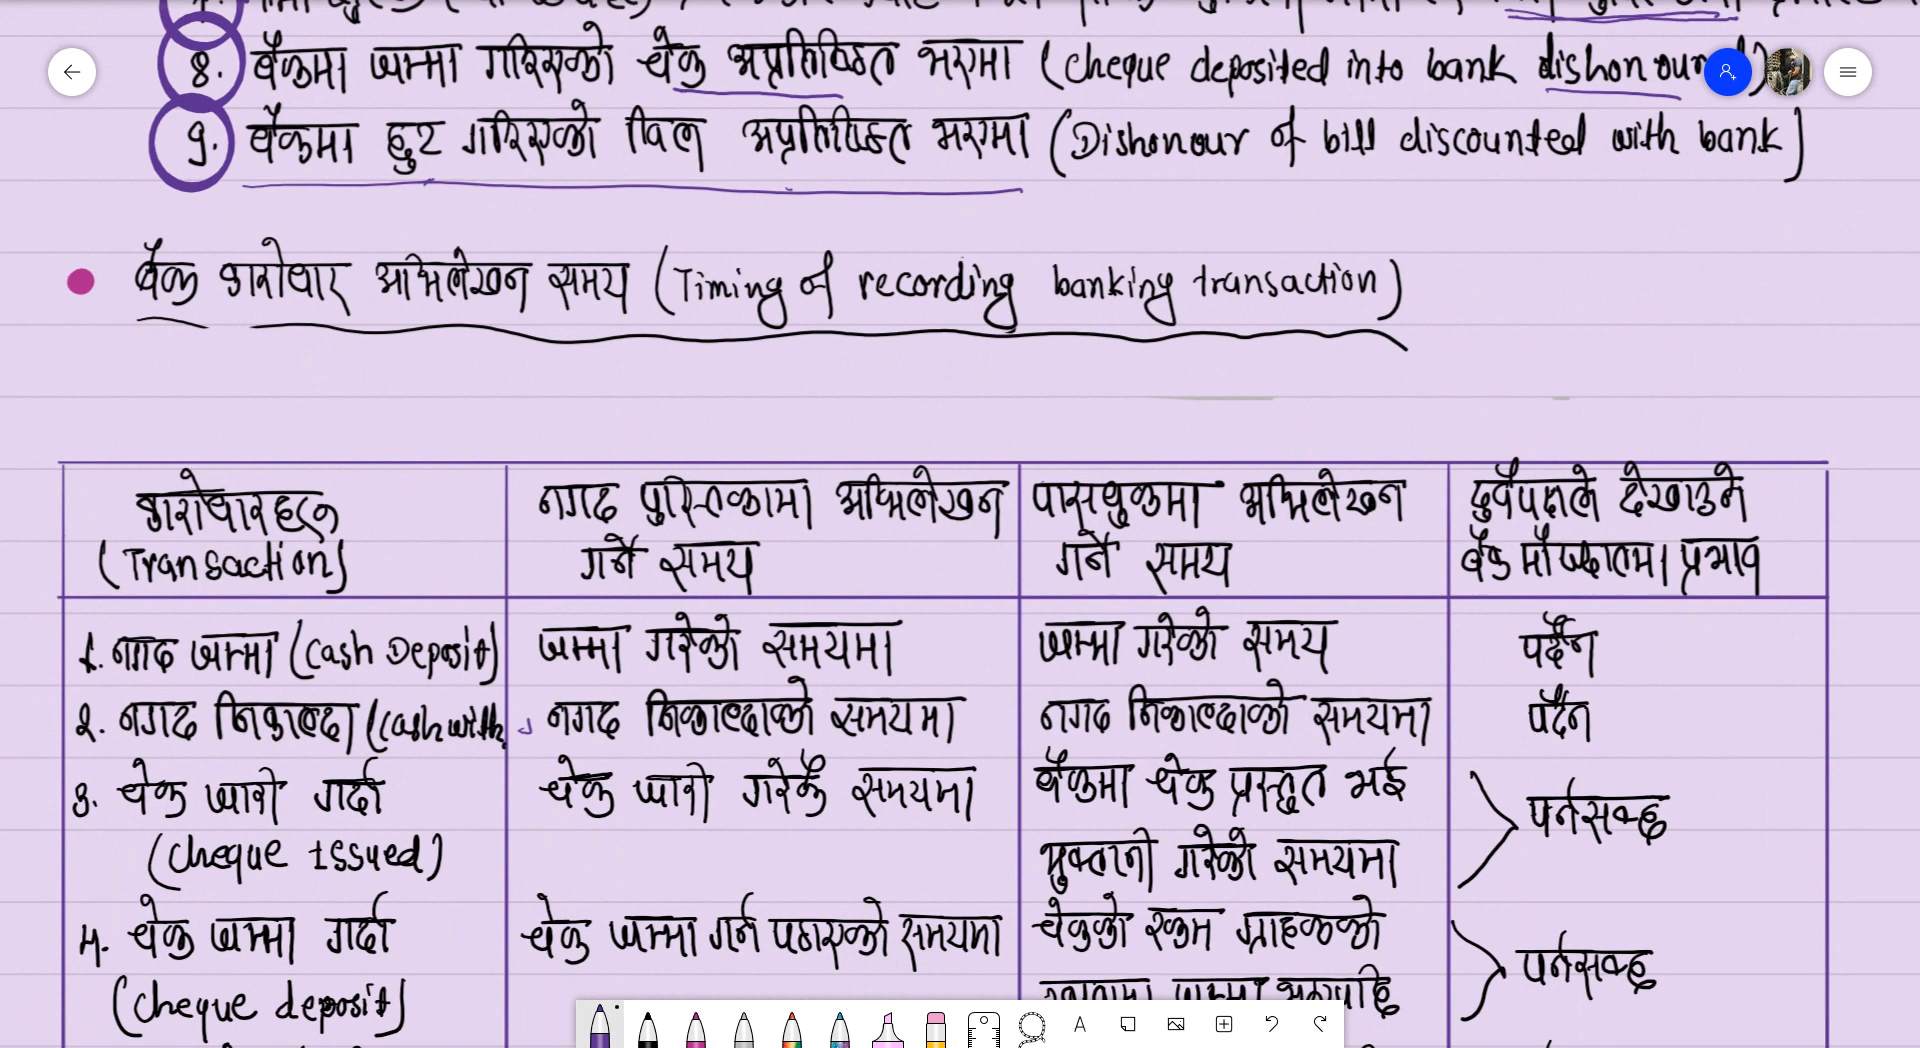 8. बैंकमा जम्मा गरिएको चेक अप्रतिष्ठित भएमा (cheque deposited into bank dishonour)
9. बैंकमा छुट गरिएको बिल अप्रतिष्ठित भएमा (Dishonour of bill discounted with bank)
बैंक कारोबार अभिलेखन समय (Timing of recording banking transaction)
कारोबारहरू
(Transaction)
नगद पुस्तिकामा अभिलेखन
गर्ने समय
पासबुकमा अभिलेखन
गर्ने समय
दुवैपक्षले देखाउने
बैंक मौज्दातमा प्रभाव
1. नगद जम्मा (Cash Deposit)
जम्मा गरेको समयमा
जम्मा गरेको समय
पर्दैन
2. नगद निकाल्दा (Cash with
नगद निकाल्दाको समयमा
नगद निकाल्दाको समयमा
पर्दैन
3. चेक जारी गर्दा
(Cheque Issued)
चेक जारी गरेकै समयमा
बैंकमा चेक प्रस्तुत भई
भुक्तानी गरेको समयमा
पर्नसक्छ
4. चेक जम्मा गर्दा
(Cheque deposit)
चेक जम्मा गर्न पठाएको समयमा
चेकको रकम ग्राहकको
पर्नसक्छ
A